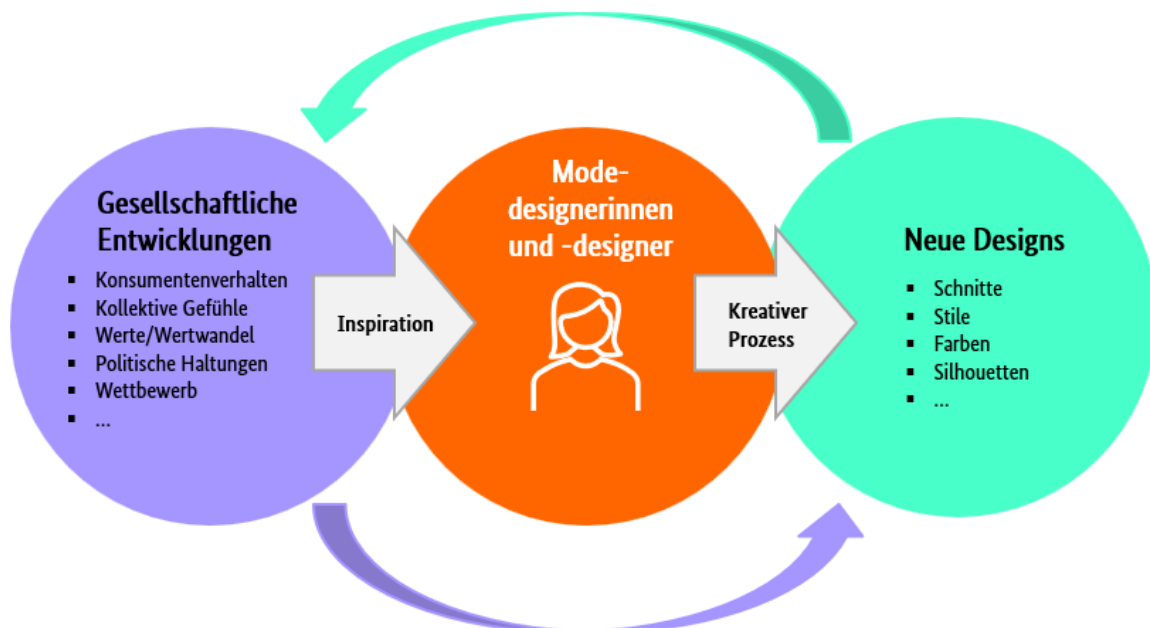 Gesellschaftliche
Entwicklungen
▪ Konsumentenverhalten
▪ Kollektive Gefühle
▪ Werte/Wertwandel
▪ Politische Haltungen
▪ Wettbewerb
▪ ...
Inspiration
Mode-
designerinnen
und -designer
Kreativer
Prozess
Neue Designs
▪ Schnitte
▪ Stile
▪ Farben
▪ Silhouetten
▪ ...